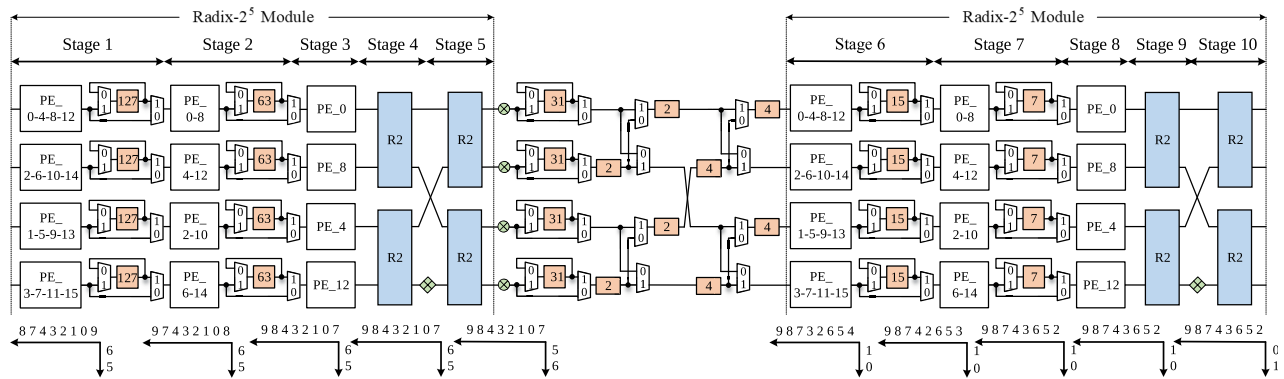 Radix-2⁵ Module
Radix-2⁵ Module
Stage 1 Stage 2 Stage 3 Stage 4 Stage 5
Stage 6 Stage 7 Stage 8 Stage 9 Stage 10
PE_ 0-4-8-12 0 1 127 1 0 PE_ 0-8 0 1 63 1 0 PE_0 R2 R2 0 1 31 1 0 1 0 2 1 0 4 PE_ 0-4-8-12 0 1 15 1 0 PE_ 0-8 0 1 7 1 0 PE_0 R2 R2
PE_ 2-6-10-14 0 1 127 1 0 PE_ 4-12 0 1 63 1 0 PE_8 0 1 31 1 0 2 0 1 4 0 1 PE_ 2-6-10-14 0 1 15 1 0 PE_ 4-12 0 1 7 1 0 PE_8
PE_ 1-5-9-13 0 1 127 1 0 PE_ 2-10 0 1 63 1 0 PE_4 R2 R2 0 1 31 1 0 1 0 2 1 0 4 PE_ 1-5-9-13 0 1 15 1 0 PE_ 2-10 0 1 7 1 0 PE_4 R2 R2
PE_ 3-7-11-15 0 1 127 1 0 PE_ 6-14 0 1 63 1 0 PE_12 0 1 31 1 0 2 0 1 4 0 1 PE_ 3-7-11-15 0 1 15 1 0 PE_ 6-14 0 1 7 1 0 PE_12
8 7 4 3 2 1 0 9 9 7 4 3 2 1 0 8 9 8 4 3 2 1 0 7 9 8 4 3 2 1 0 7 9 8 4 3 2 1 0 7 9 8 7 3 2 6 5 4 9 8 7 4 2 6 5 3 9 8 7 4 3 6 5 2 9 8 7 4 3 6 5 2 9 8 7 4 3 6 5 2
6 6 6 6 5 1 1 1 1 0
5 5 5 5 6 0 0 0 0 1